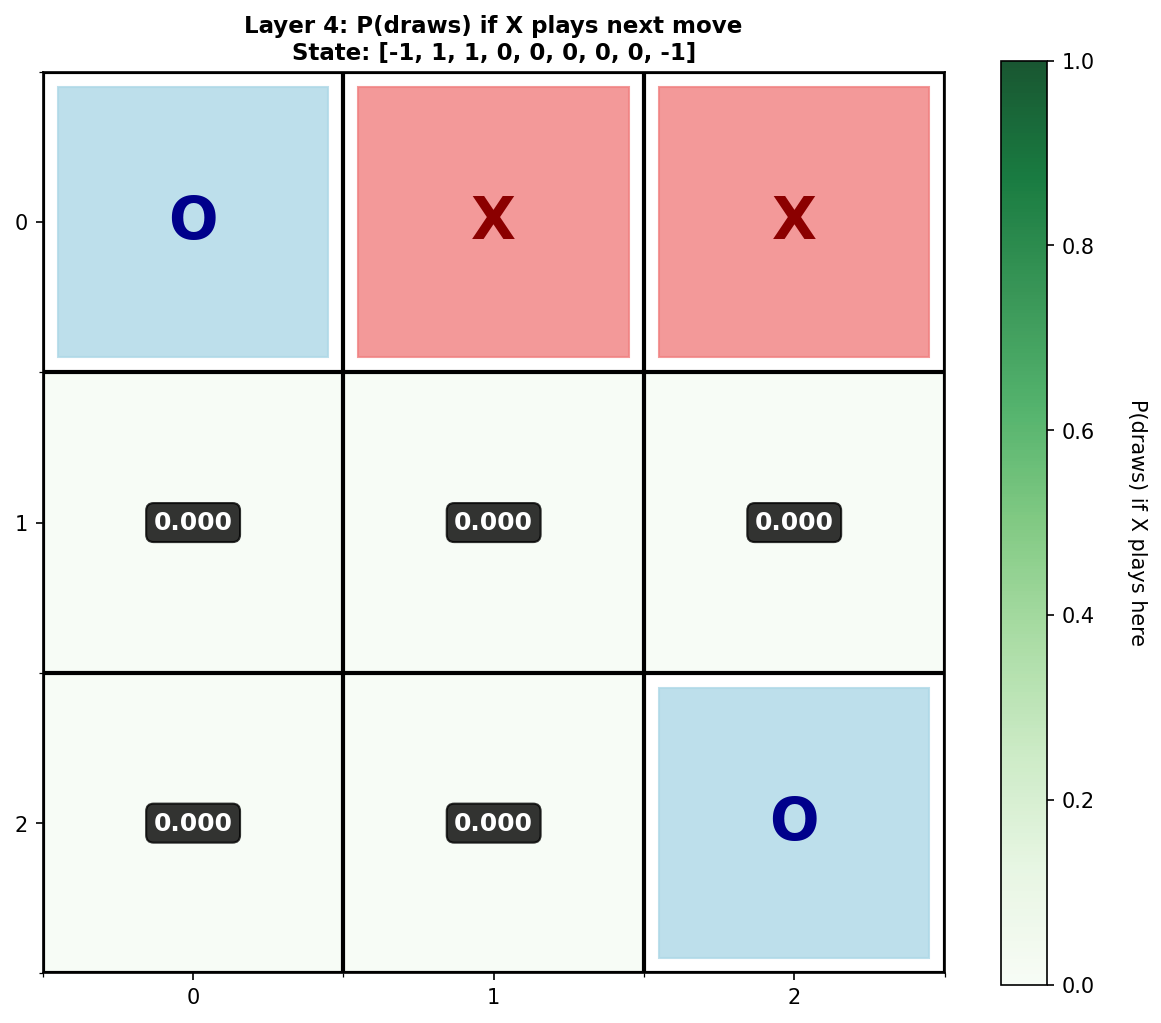 Layer 4: P(draws) if X plays next move
State: [-1, 1, 1, 0, 0, 0, 0, 0, -1]
O
X
X
0.000
0.000
0.000
0.000
0.000
O
0
1
2
0
1
2
1.0
0.8
0.6
0.4
0.2
0.0
P(draws) if X plays here